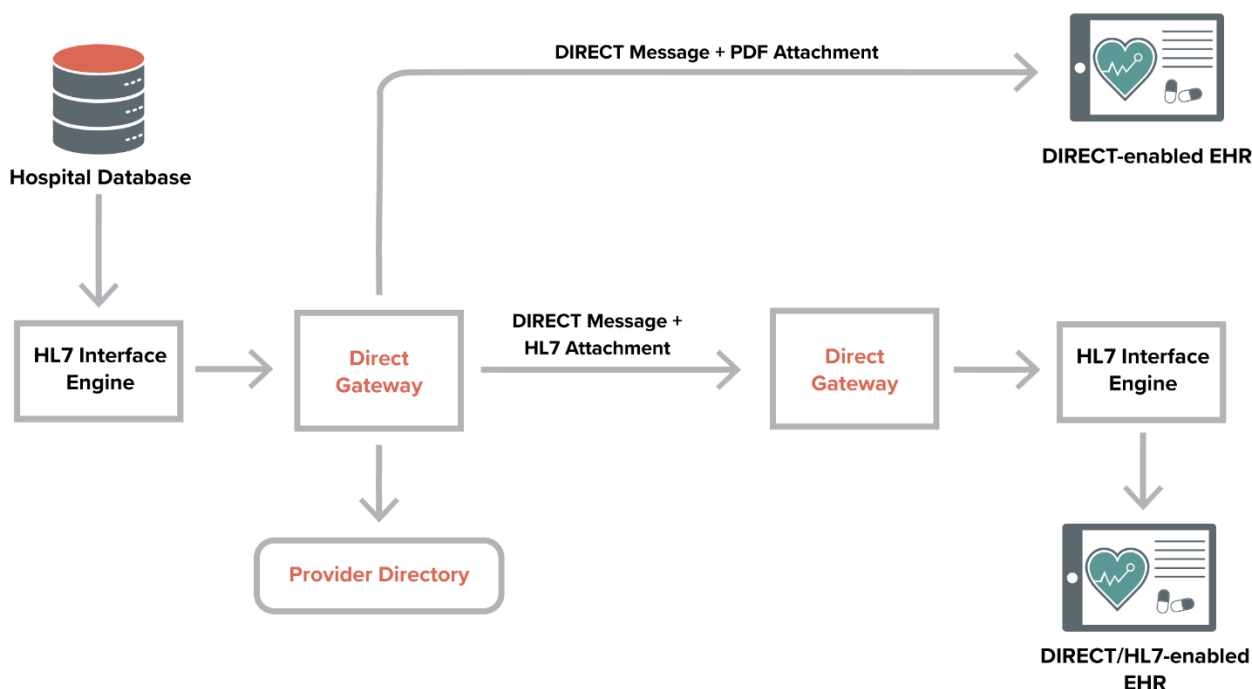 DIRECT Message + PDF Attachment
Hospital Database
DIRECT-enabled EHR
HL7 Interface
Engine
Direct
Gateway
DIRECT Message +
HL7 Attachment
Direct
Gateway
HL7 Interface
Engine
Provider Directory
DIRECT/HL7-enabled
EHR